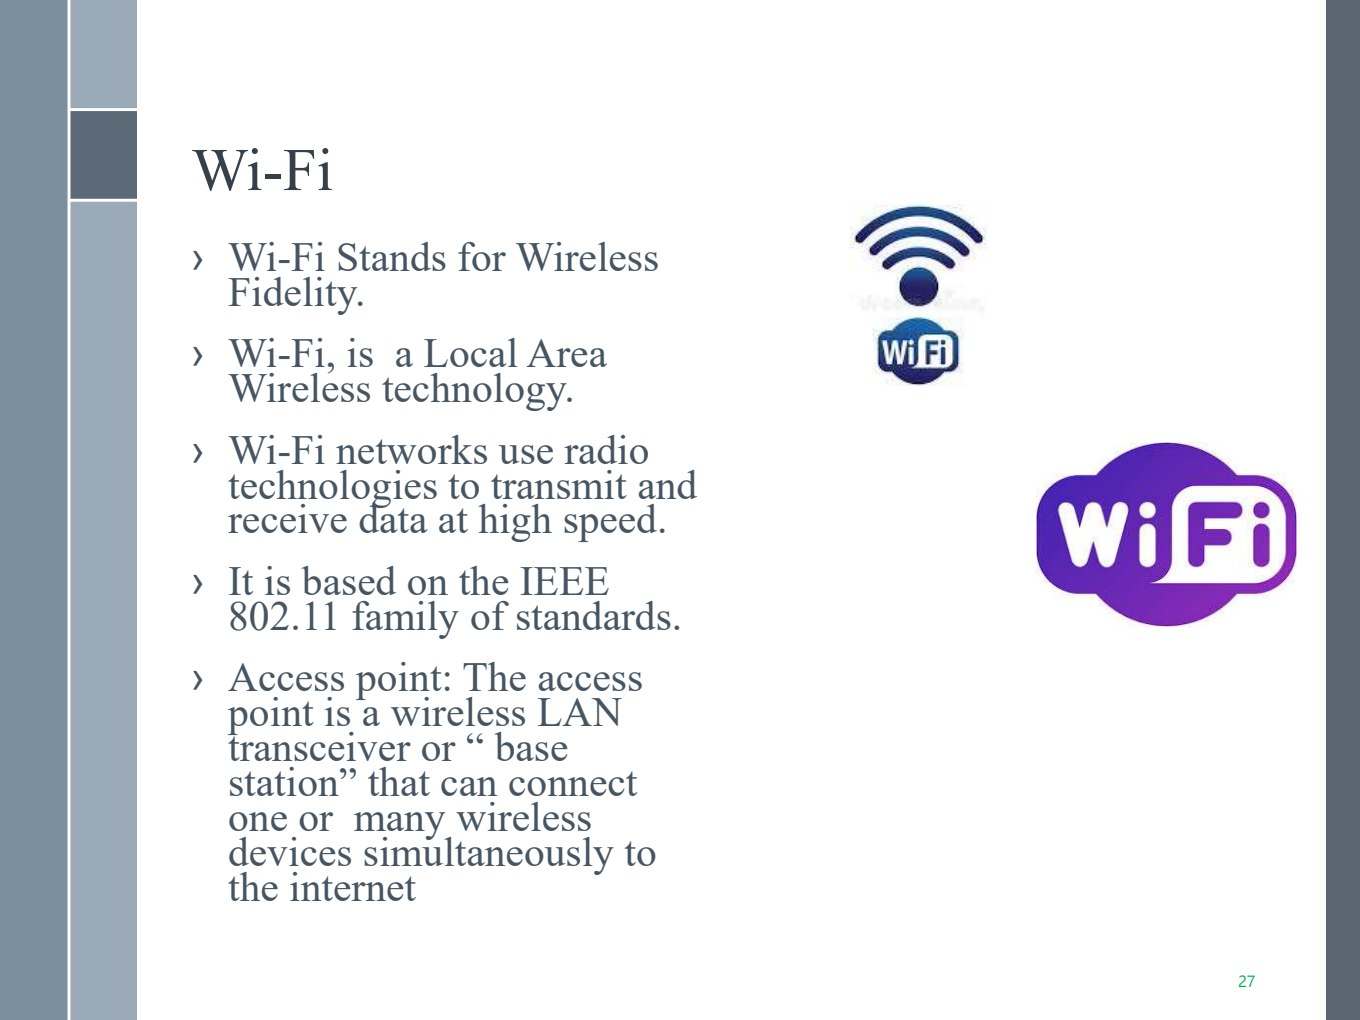 Wi-Fi
› Wi-Fi Stands for Wireless
Fidelity.
› Wi-Fi, is  a Local Area
Wireless technology.
› Wi-Fi networks use radio
technologies to transmit and
receive data at high speed.
› It is based on the IEEE
802.11 family of standards.
› Access point: The access
point is a wireless LAN
transceiver or “ base
station” that can connect
one or  many wireless
devices simultaneously to
the internet
WiFi
WiFi
27